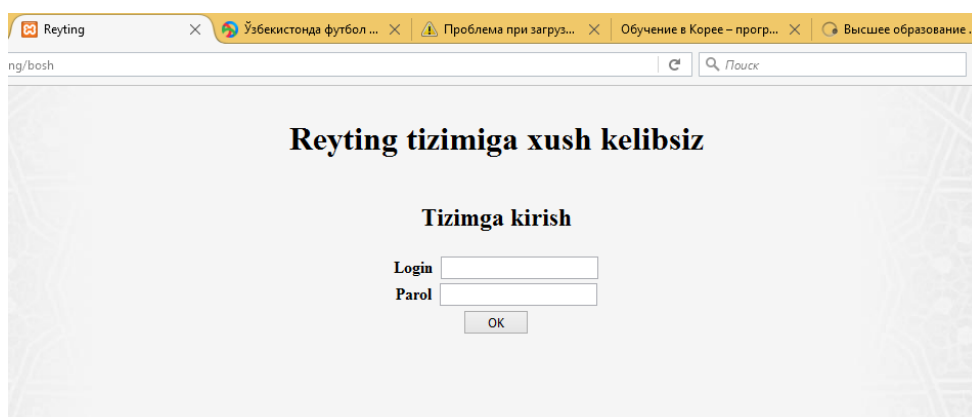 Reyting
Ўзбекистонда футбол ...
Проблема при загруз...
Обучение в Корее – прогр...
Высшее образование .
ng/bosh
Поиск
Reyting tizimiga xush kelibsiz
Tizimga kirish
Login
Parol
OK